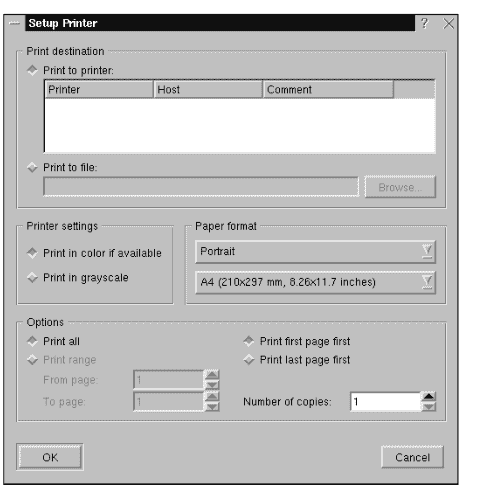 Setup Printer ?
Print destination
Print to printer:
Printer Host Comment
Print to file:
Browse...
Printer settings
Print in color if available
Print in grayscale
Paper format
Portrait
A4 (210x297 mm, 8.26x11.7 inches)
Options
Print all
Print range
From page: 1
To page: 1
Print first page first
Print last page first
Number of copies: 1
OK
Cancel